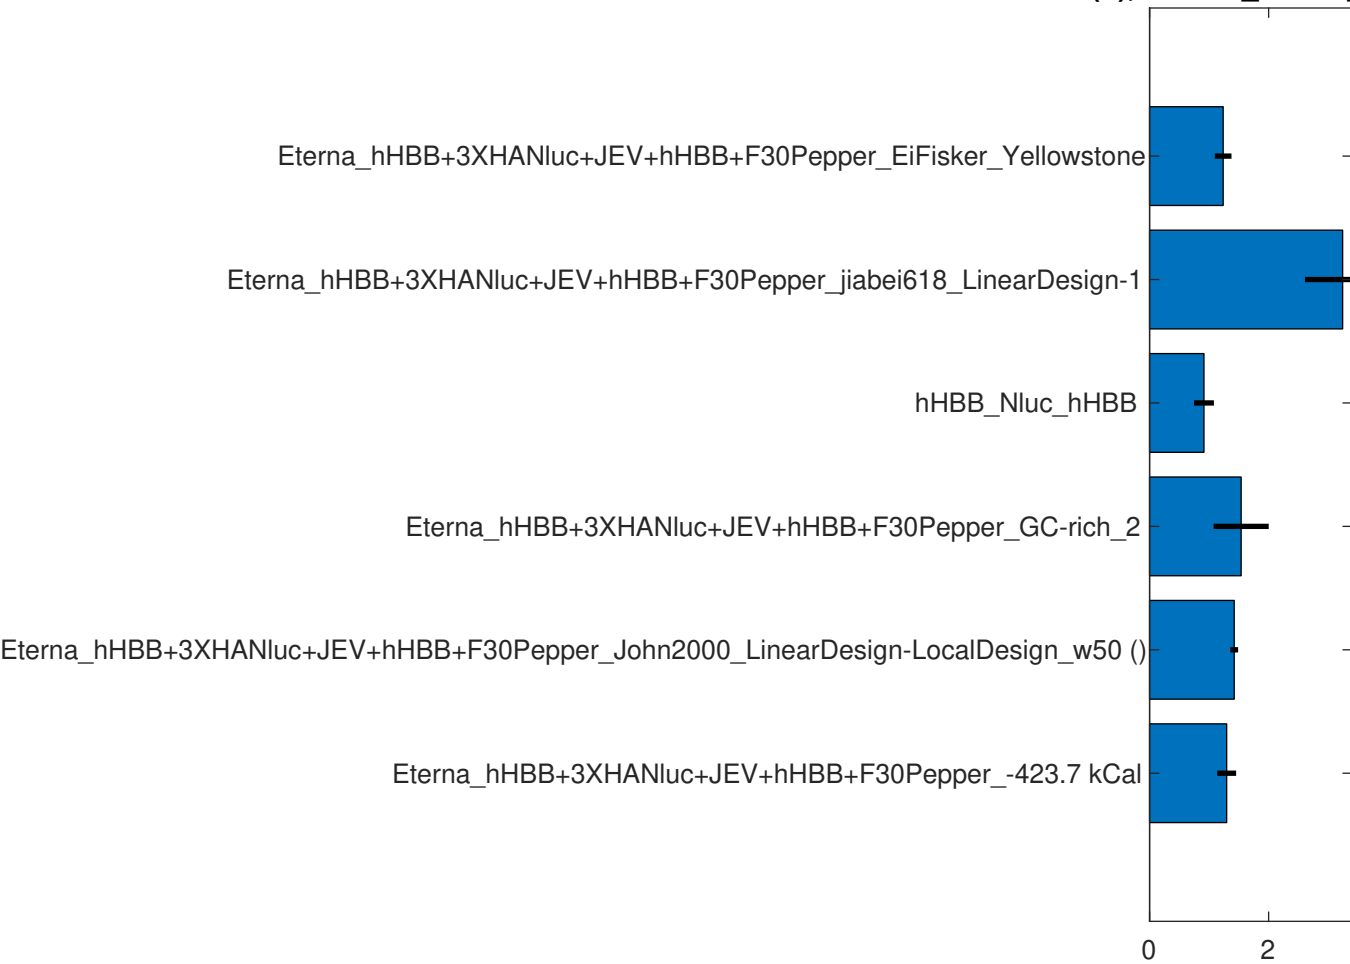 Eterna_hHBB+3XHANluc+JEV+hHBB+F30Pepper_EiFisker_Yellowstone
Eterna_hHBB+3XHANluc+JEV+hHBB+F30Pepper_jiabei618_LinearDesign-1
hHBB_Nluc_hHBB
Eterna_hHBB+3XHANluc+JEV+hHBB+F30Pepper_GC-rich_2
Eterna_hHBB+3XHANluc+JEV+hHBB+F30Pepper_John2000_LinearDesign-LocalDesign_w50 ()
Eterna_hHBB+3XHANluc+JEV+hHBB+F30Pepper_-423.7 kCal
0 2